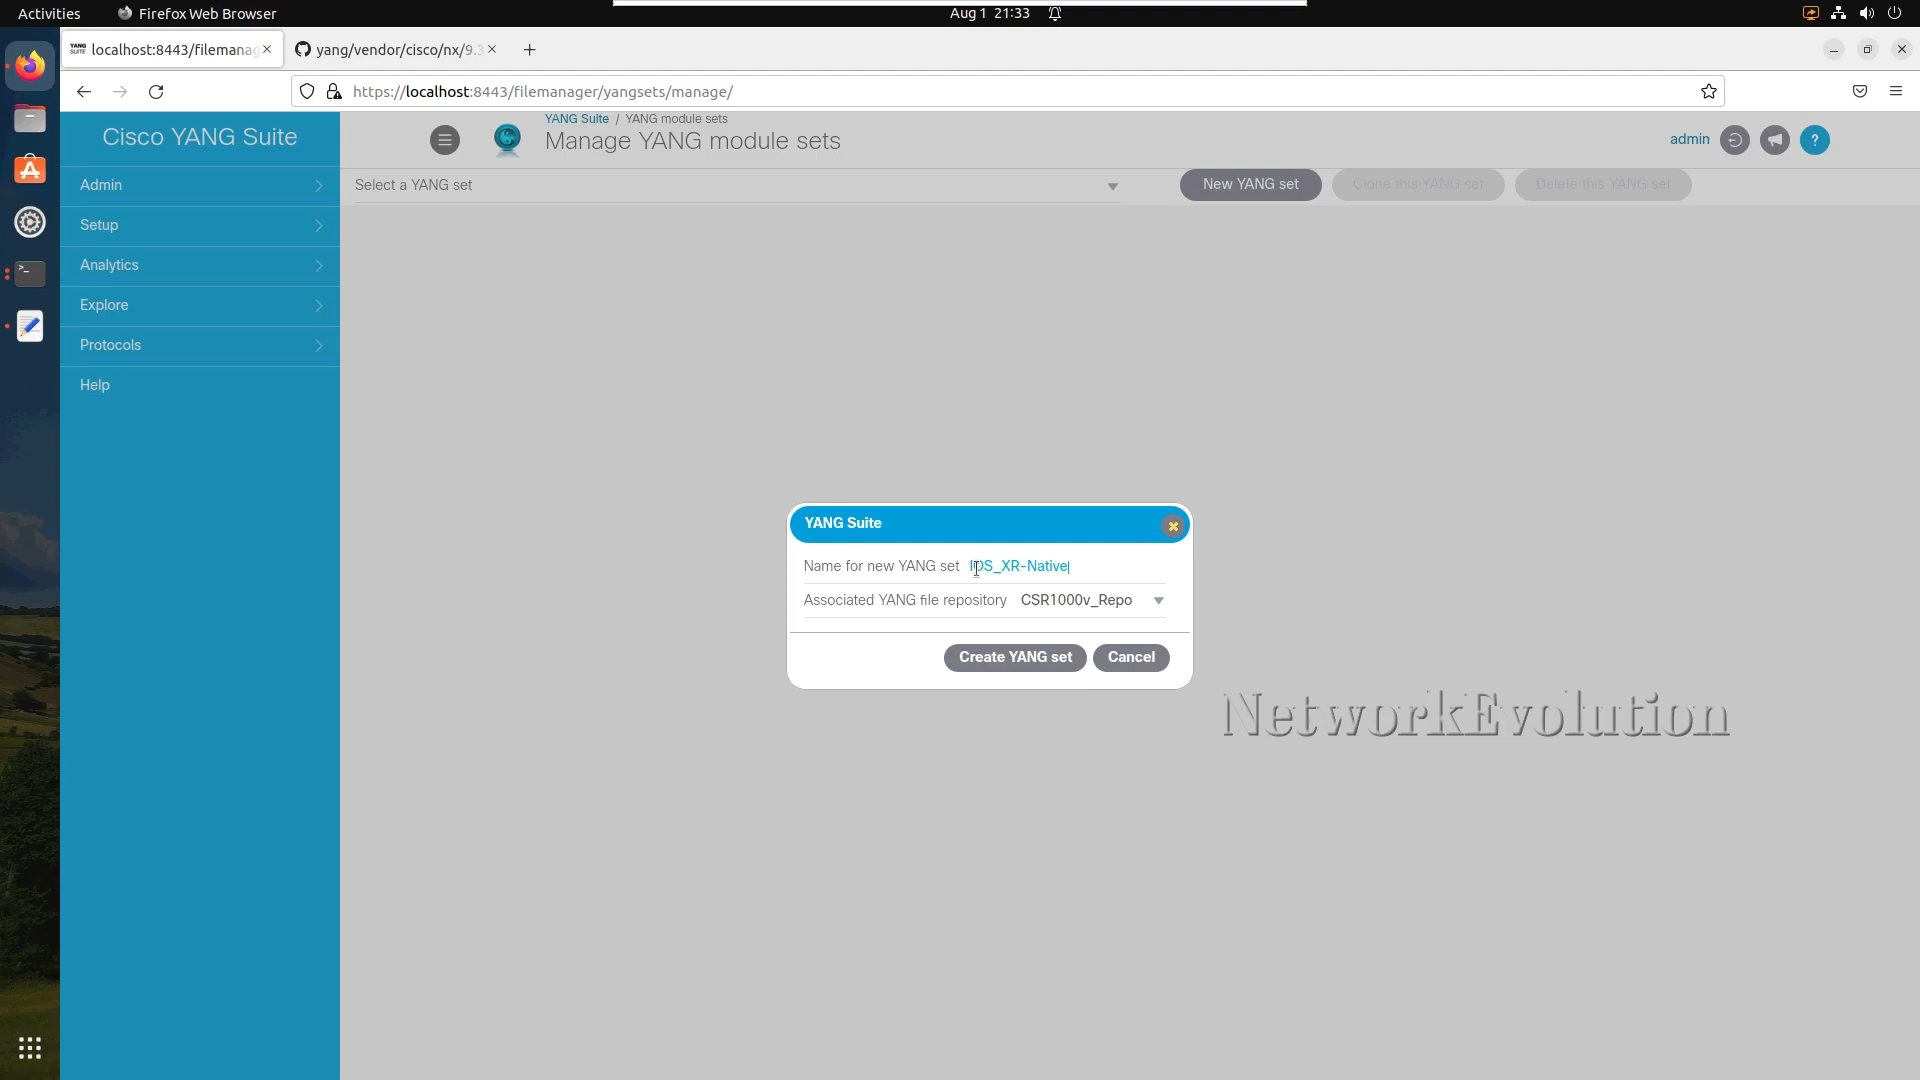 Activities
Firefox Web Browser
Aug 1 21:33
YANG SUITE
localhost:8443/filemanag
yang/vendor/cisco/nx/9.3
https://localhost:8443/filemanager/yangsets/manage/
Cisco YANG Suite
YANG Suite / YANG module sets
Manage YANG module sets
admin
?
Admin
Select a YANG set
New YANG set
Clone this YANG set
Delete this YANG set
Setup
Analytics
Explore
Protocols
Help
YANG Suite
Name for new YANG set IOS_XR-Native
Associated YANG file repository CSR1000v_Repo
Create YANG set
Cancel
NetworkEvolution